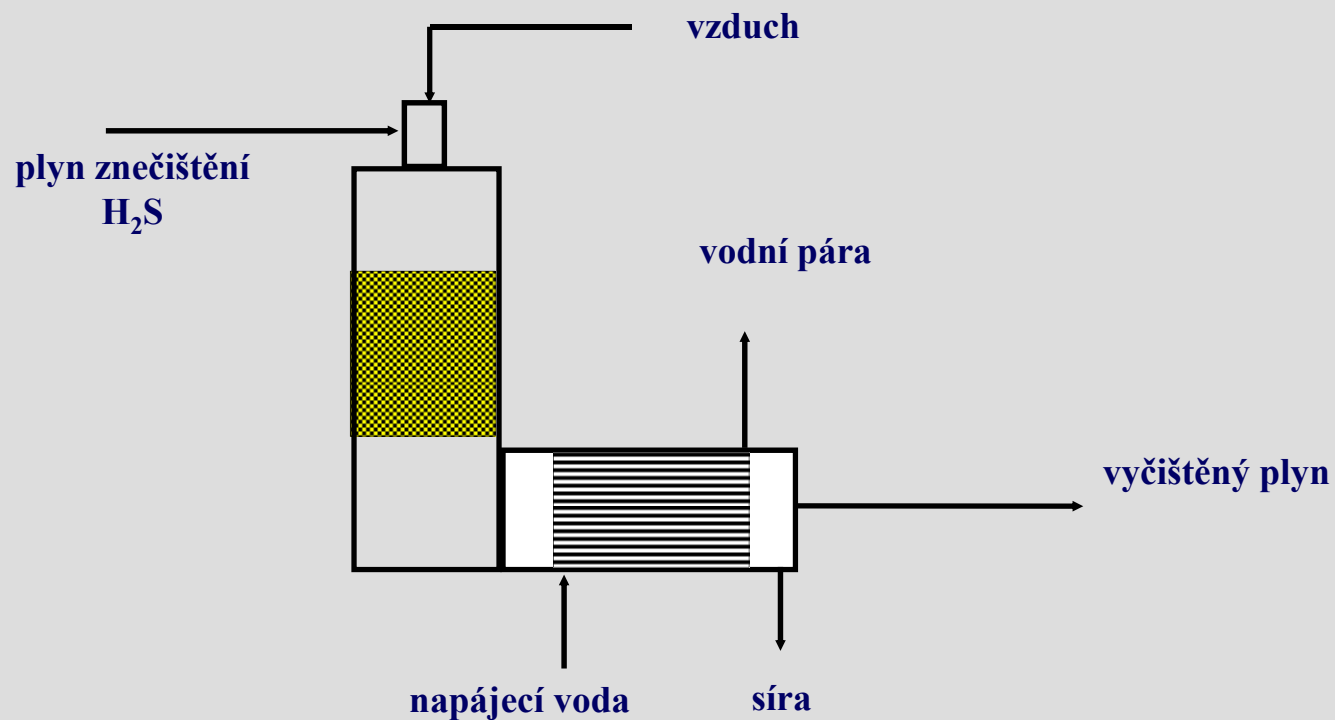 vzduch
plyn znečištění
H₂S
vodní pára
vyčištěný plyn
napájecí voda
síra